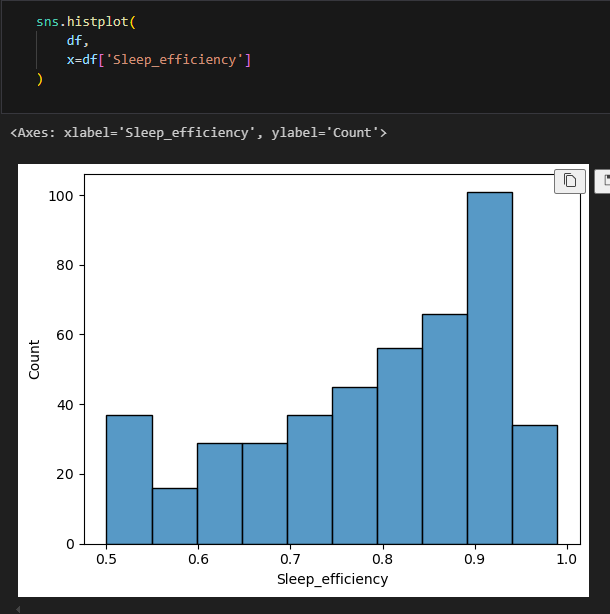 sns.histplot(
df,
x=df['Sleep_efficiency']
)
<Axes: xlabel='Sleep_efficiency', ylabel='Count'>
100
80
60
40
20
0
Count
0.5 0.6 0.7 0.8 0.9 1.0
Sleep_efficiency